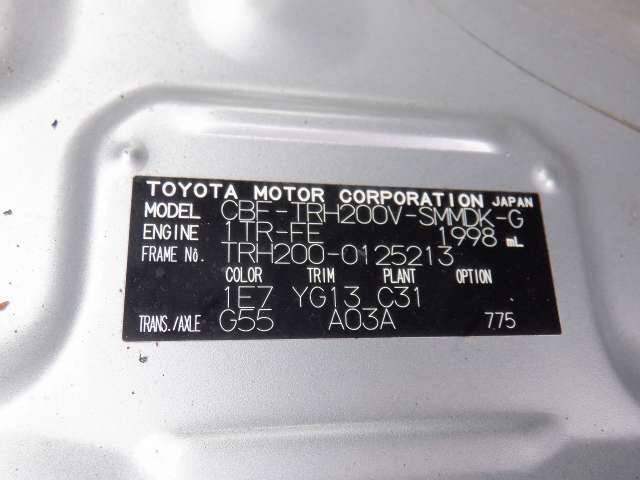 TOYOTA MOTOR CORPORATION JAPAN
MODEL CBF-TRH200V-SMMDK-G
ENGINE 1TR-FE 1998 mL
FRAME No. TRH200-0125213
COLOR TRIM PLANT OPTION
1E7 YG13 C31
TRANS./AXLE G55 A03A 775